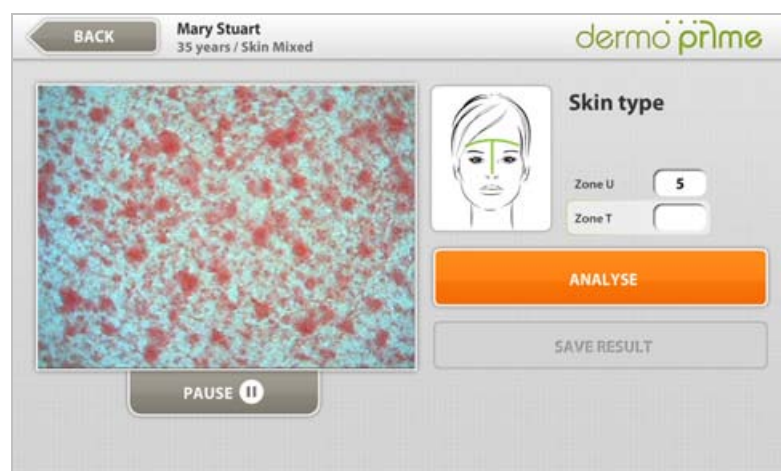 BACK
Mary Stuart
35 years / Skin Mixed
dermo prime
Skin type
Zone U 5
Zone T
ANALYSE
SAVE RESULT
PAUSE